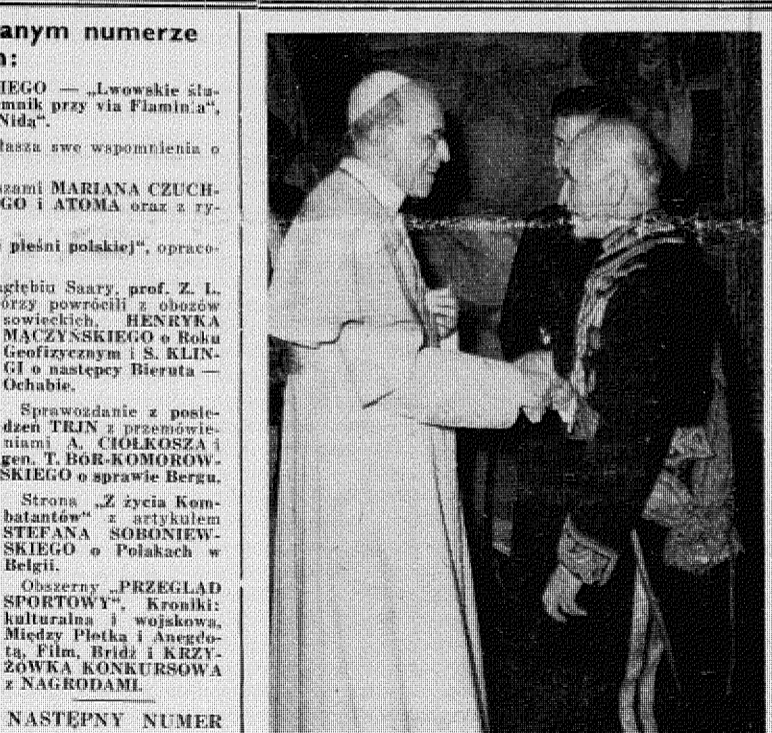 anym numerze
n:
IEGO — „Lwowskie ślu-
mnik przy via Flaminia“,
Nidą“.
łasza swe wspomnienia o
azami MARIANA CZUCH-
GO i ATOMA oraz z ry-
i pieśni polskiej“, opraco-
agłębiu Saary, prof. Z. L.
órzy powrócili z obozów
sowieckich, HENRYKA
MĄCZYŃSKIEGO o Roku
Geofizycznym i S. KLIN-
GI o następcy Bieruta —
Ochabie.
Sprawozdanie z posie-
dzeń TRJN z przemówie-
niami A. CIOŁKOSZA i
gen. T. BÓR-KOMOROW-
SKIEGO o sprawie Bergu.
Strona „Z życia Kom-
batantów“ z artykułem
STEFANA SOBONIEW-
SKIEGO o Polakach w
Belgii.
Obszerny „PRZEGLĄD
SPORTOWY“, Kroniki:
kulturalna i wojskowa,
Między Plotką i Anegdo-
tą, Film, Bridż i KRZY-
ŻÓWKA KONKURSOWA
z NAGRODAMI.
NASTĘPNY NUMER